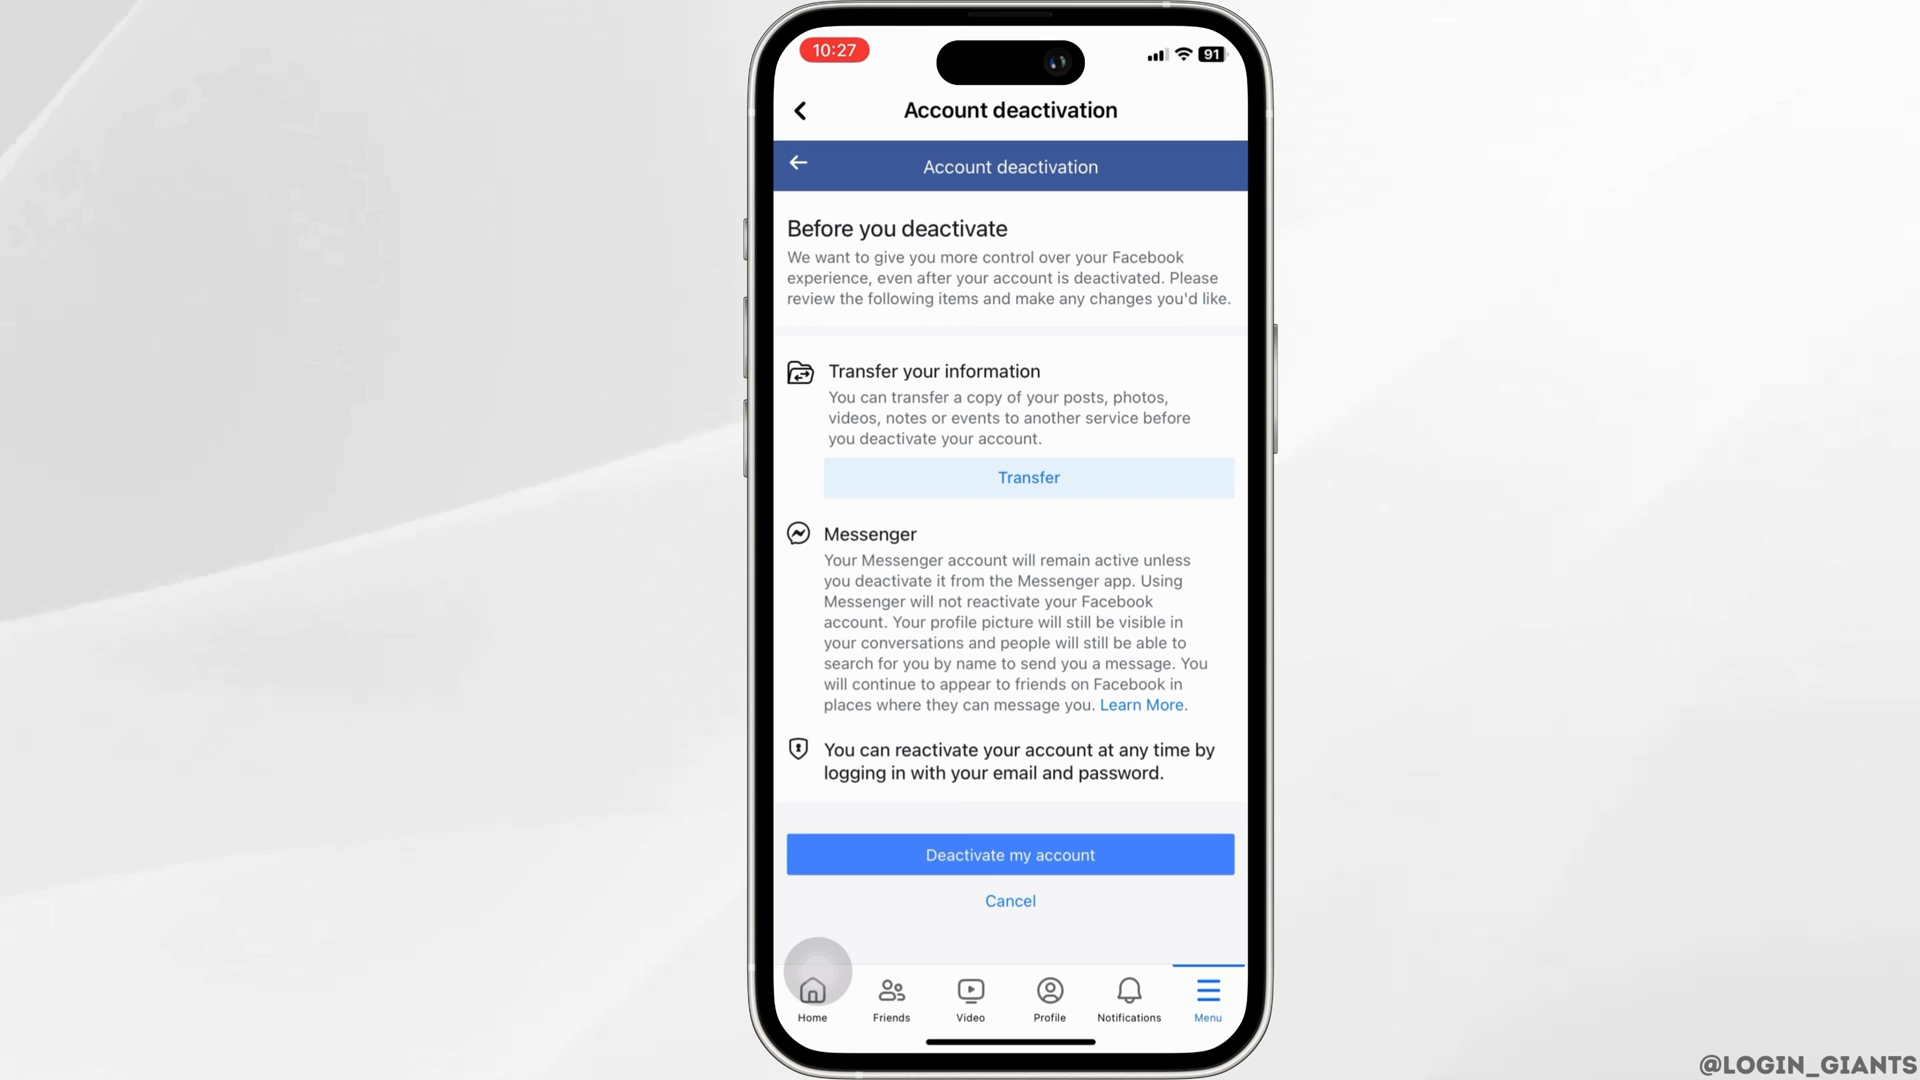 10:27
91
Account deactivation
Account deactivation
Before you deactivate
We want to give you more control over your Facebook
experience, even after your account is deactivated. Please
review the following items and make any changes you'd like.
Transfer your information
You can transfer a copy of your posts, photos,
videos, notes or events to another service before
you deactivate your account.
Transfer
Messenger
Your Messenger account will remain active unless
you deactivate it from the Messenger app. Using
Messenger will not reactivate your Facebook
account. Your profile picture will still be visible in
your conversations and people will still be able to
search for you by name to send you a message. You
will continue to appear to friends on Facebook in
places where they can message you. Learn More.
You can reactivate your account at any time by
logging in with your email and password.
Deactivate my account
Cancel
Home Friends Video Profile Notifications Menu
@LOGIN_GIANTS